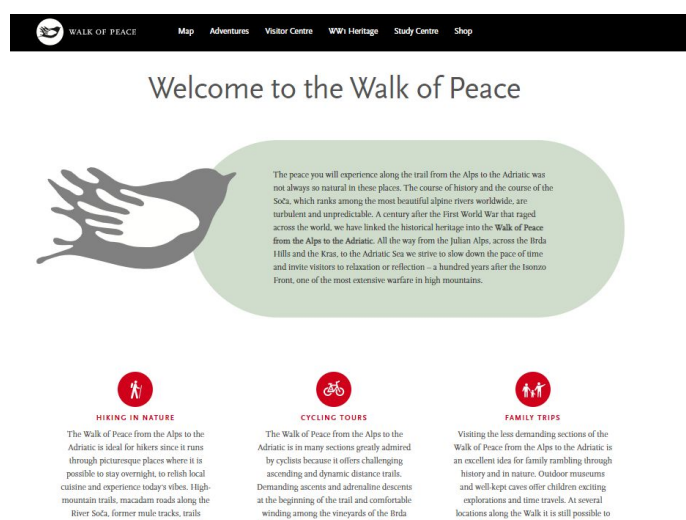 WALK OF PEACE
Map Adventures Visitor Centre WW1 Heritage Study Centre Shop
Welcome to the Walk of Peace
The peace you will experience along the trail from the Alps to the Adriatic was
not always so natural in these places. The course of history and the course of the
Soča, which ranks among the most beautiful alpine rivers worldwide, are
turbulent and unpredictable. A century after the First World War that raged
across the world, we have linked the historical heritage into the Walk of Peace
from the Alps to the Adriatic. All the way from the Julian Alps, across the Brda
Hills and the Kras, to the Adriatic Sea we strive to slow down the pace of time
and invite visitors to relaxation or reflection – a hundred years after the Isonzo
Front, one of the most extensive warfare in high mountains.
HIKING IN NATURE
The Walk of Peace from the Alps to the
Adriatic is ideal for hikers since it runs
through picturesque places where it is
possible to stay overnight, to relish local
cuisine and experience today's vibes. High-
mountain trails, macadam roads along the
River Soča, former mule tracks, trails
CYCLING TOURS
The Walk of Peace from the Alps to the
Adriatic is in many sections greatly admired
by cyclists because it offers challenging
ascending and dynamic distance trails.
Demanding ascents and adrenaline descents
at the beginning of the trail and comfortable
winding among the vineyards of the Brda
FAMILY TRIPS
Visiting the less demanding sections of the
Walk of Peace from the Alps to the Adriatic is
an excellent idea for family rambling through
history and in nature. Outdoor museums
and well-kept caves offer children exciting
explorations and time travels. At several
locations along the Walk it is still possible to